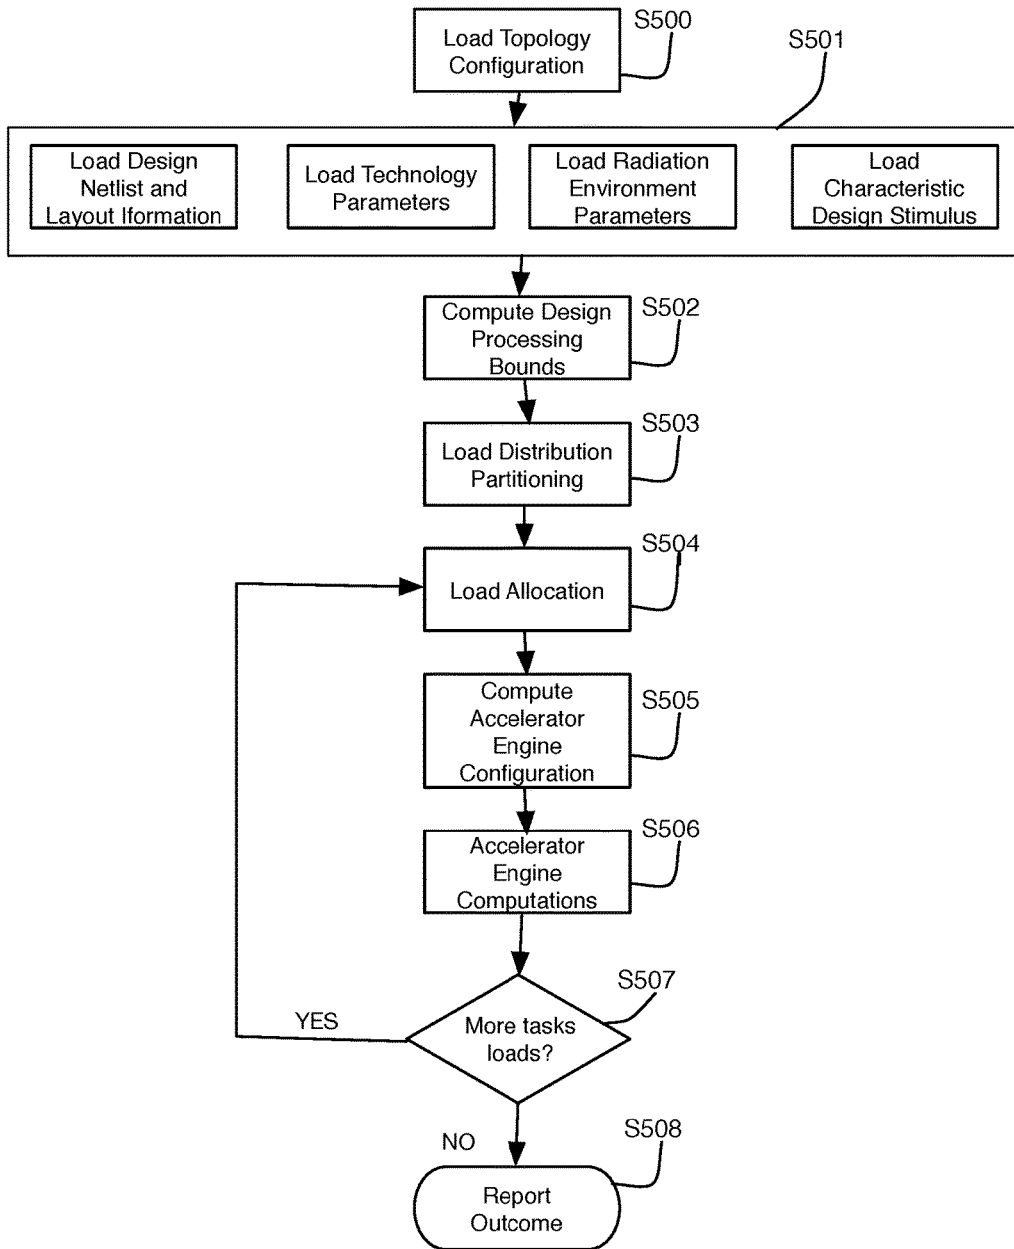 Load Topology
Configuration
S500
S501
Load Design
Netlist and
Layout Iformation
Load Technology
Parameters
Load Radiation
Environment
Parameters
Load
Characteristic
Design Stimulus
Compute Design
Processing
Bounds
S502
Load Distribution
Partitioning
S503
Load Allocation
S504
Compute
Accelerator
Engine
Configuration
S505
Accelerator
Engine
Computations
S506
More tasks
loads?
S507
YES
NO
Report
Outcome
S508